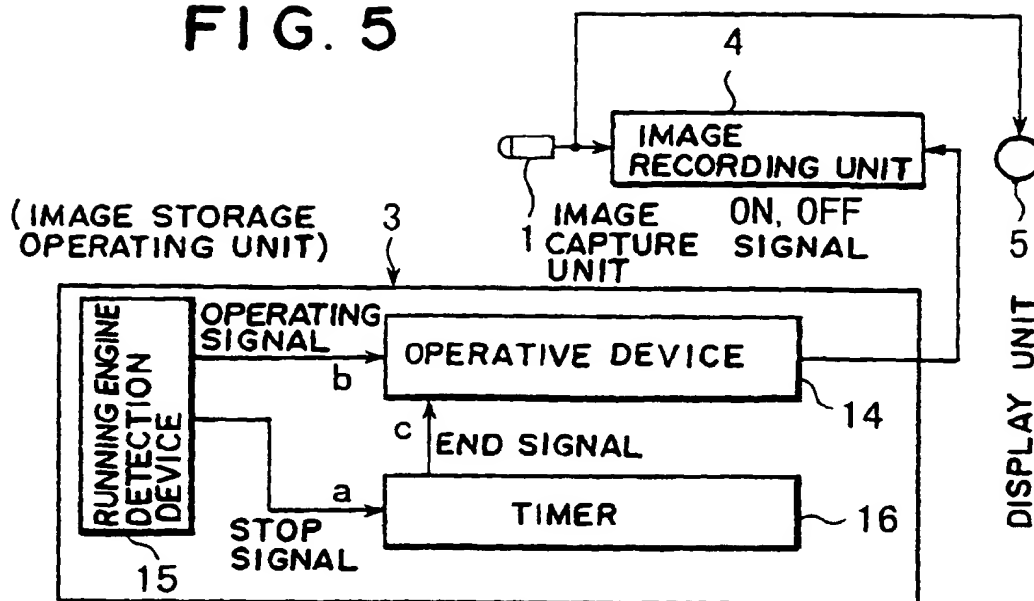 FIG. 5
4
IMAGE
RECORDING UNIT
1
IMAGE
CAPTURE
UNIT
ON, OFF
SIGNAL
5
DISPLAY UNIT
(IMAGE STORAGE
OPERATING UNIT)
3
RUNNING ENGINE
DETECTION
DEVICE
15
OPERATING
SIGNAL
b
OPERATIVE DEVICE
14
c
END SIGNAL
a
STOP
SIGNAL
TIMER
16